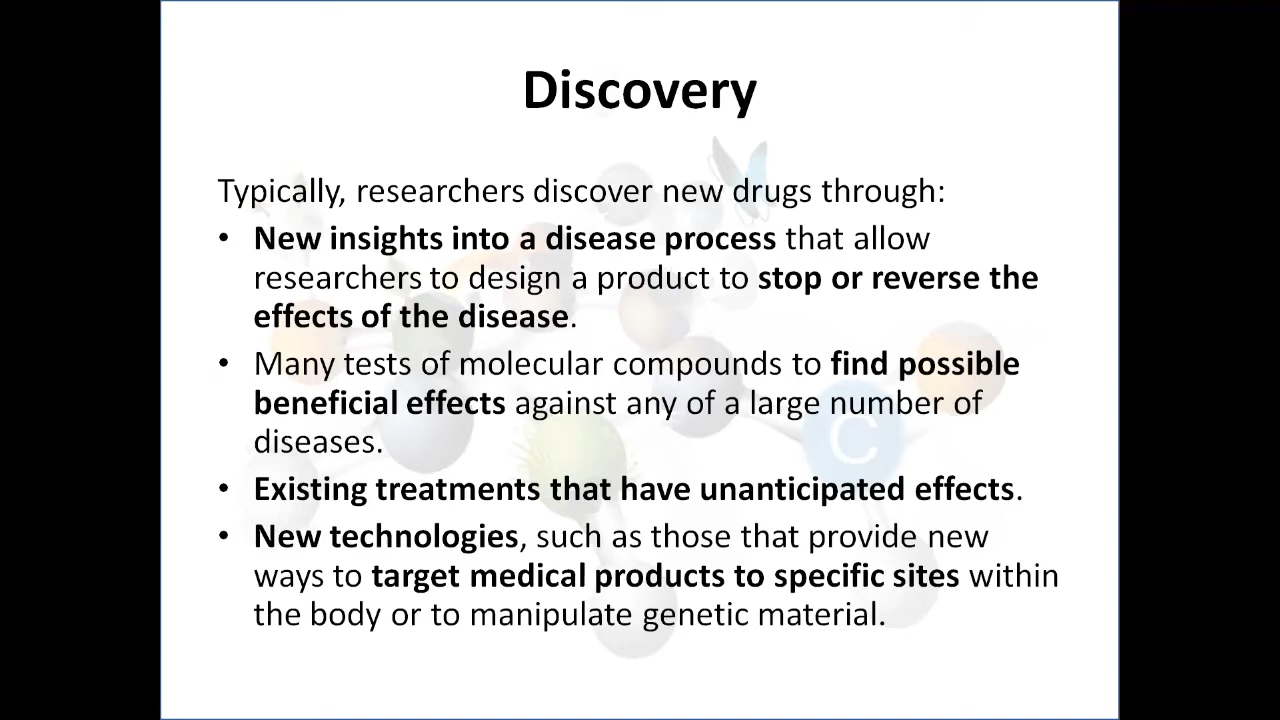 Discovery
Typically, researchers discover new drugs through:
• New insights into a disease process that allow
researchers to design a product to stop or reverse the
effects of the disease.
• Many tests of molecular compounds to find possible
beneficial effects against any of a large number of
diseases.
• Existing treatments that have unanticipated effects.
• New technologies, such as those that provide new
ways to target medical products to specific sites within
the body or to manipulate genetic material.
C